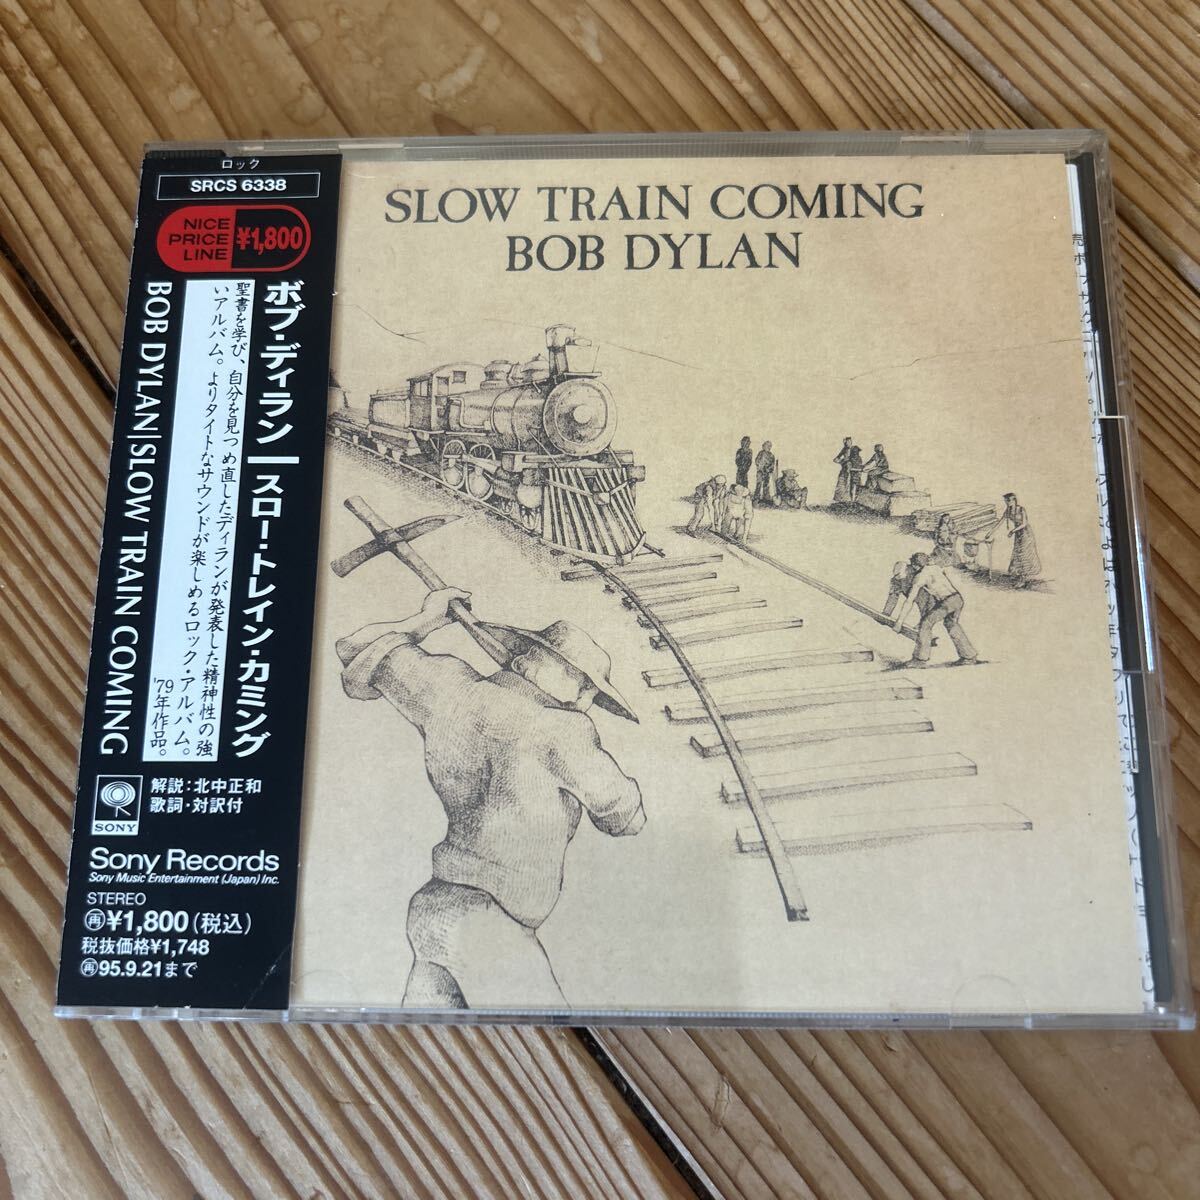 ロック
SRCS 6338
NICE
PRICE
LINE
¥1,800
ボブ・ディラン|スロー・トレイン・カミング
聖書を学び、自分を見つめ直したディランが発表した精神性の強
いアルバム。よりタイトなサウンドが楽しめるロック・アルバム。
'79年作品。
BOB DYLAN|SLOW TRAIN COMING
SONY
解説:北中正和
歌詞・対訳付
Sony Records
Sony Music Entertainment (Japan) Inc.
STEREO
㊞¥1,800(税込)
税抜価格¥1,748
再95.9.21まで
SLOW TRAIN COMING
BOB DYLAN